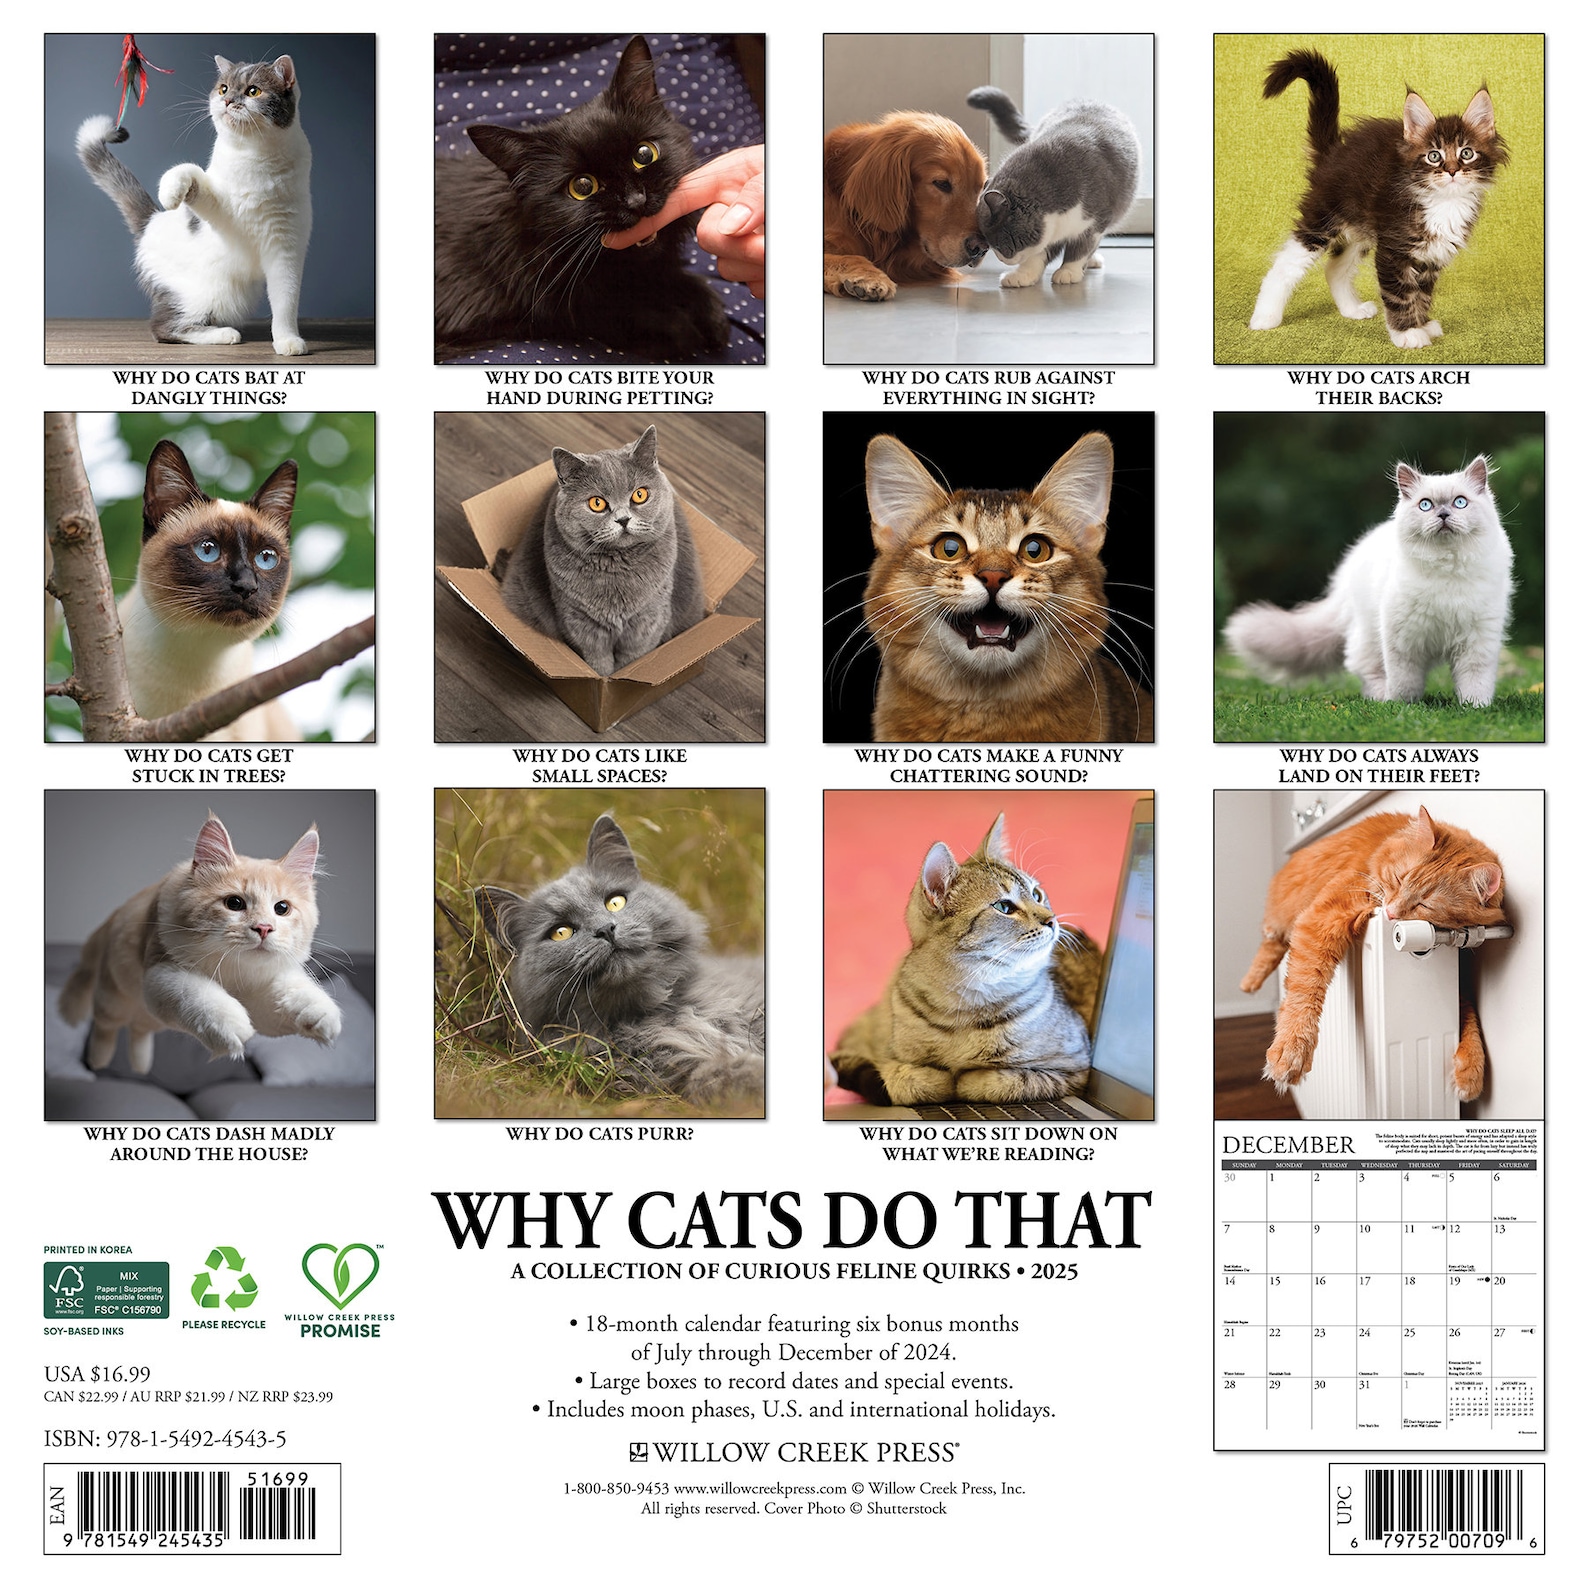 WHY DO CATS BAT AT
DANGLY THINGS?
WHY DO CATS BITE YOUR
HAND DURING PETTING?
WHY DO CATS RUB AGAINST
EVERYTHING IN SIGHT?
WHY DO CATS ARCH
THEIR BACKS?
WHY DO CATS GET
STUCK IN TREES?
WHY DO CATS LIKE
SMALL SPACES?
WHY DO CATS MAKE A FUNNY
CHATTERING SOUND?
WHY DO CATS ALWAYS
LAND ON THEIR FEET?
WHY DO CATS DASH MADLY
AROUND THE HOUSE?
WHY DO CATS PURR?
WHY DO CATS SIT DOWN ON
WHAT WE'RE READING?
WHY DO CATS SLEEP ALL DAY?
DECEMBER
SUNDAY MONDAY TUESDAY WEDNESDAY THURSDAY FRIDAY SATURDAY
30 1 2 3 4 5 6
7 8 9 10 11 12 13
14 15 16 17 18 19 20
21 22 23 24 25 26 27
28 29 30 31 1
WHY CATS DO THAT
A COLLECTION OF CURIOUS FELINE QUIRKS • 2025
• 18-month calendar featuring six bonus months
of July through December of 2024.
• Large boxes to record dates and special events.
• Includes moon phases, U.S. and international holidays.
WILLOW CREEK PRESS®
1-800-850-9453 www.willowcreekpress.com © Willow Creek Press, Inc.
All rights reserved. Cover Photo © Shutterstock
PRINTED IN KOREA
FSC
www.fsc.org
MIX
Paper | Supporting
responsible forestry
FSC® C156790
SOY-BASED INKS
PLEASE RECYCLE
™
WILLOW CREEK PRESS
PROMISE
USA $16.99
CAN $22.99 / AU RRP $21.99 / NZ RRP $23.99
ISBN: 978-1-5492-4543-5
EAN
51699
9 781549 245435
UPC
6 79752 00709 6